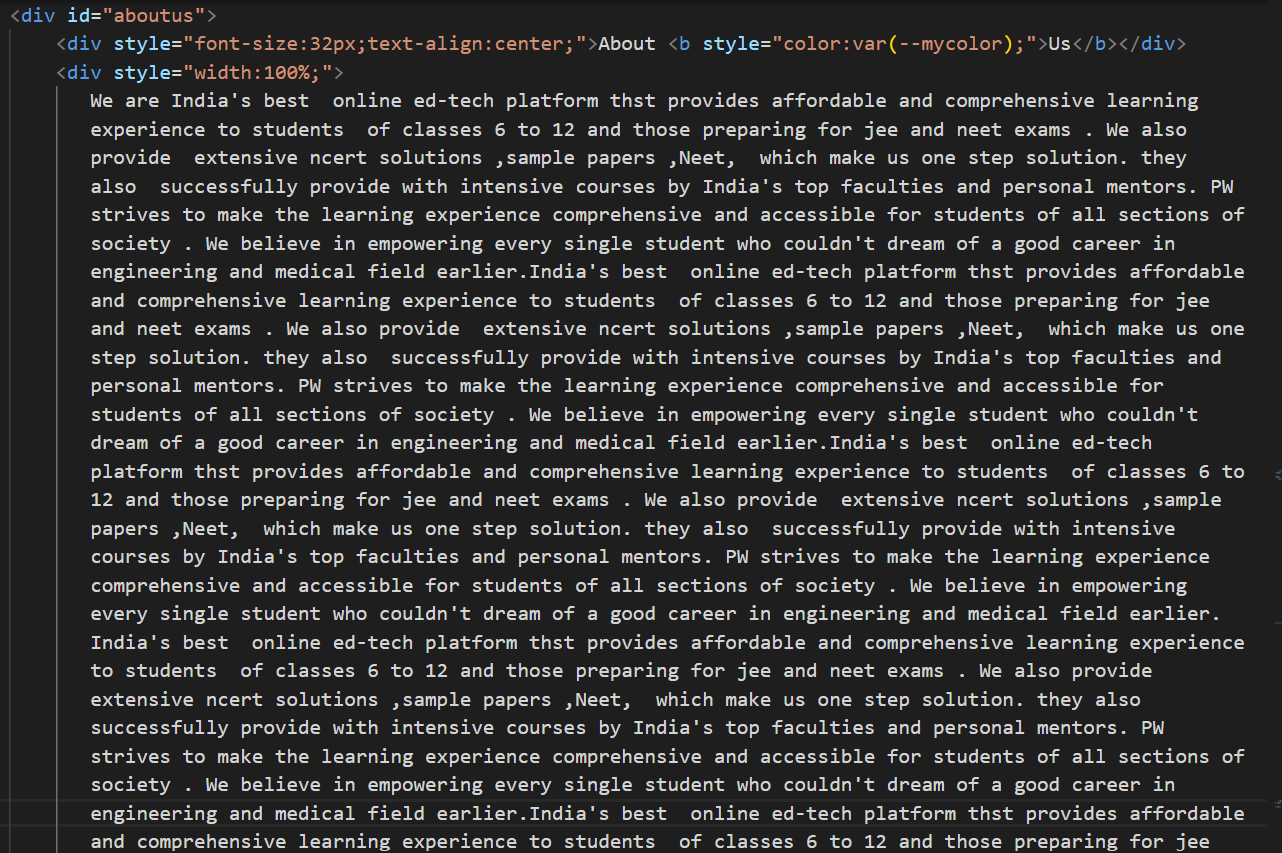 <div id="aboutus">
<div style="font-size:32px;text-align:center;">About <b style="color:var(--mycolor);">Us</b></div>
<div style="width:100%;">
We are India's best  online ed-tech platform thst provides affordable and comprehensive learning
experience to students  of classes 6 to 12 and those preparing for jee and neet exams . We also
provide  extensive ncert solutions ,sample papers ,Neet,  which make us one step solution. they
also  successfully provide with intensive courses by India's top faculties and personal mentors. PW
strives to make the learning experience comprehensive and accessible for students of all sections of
society . We believe in empowering every single student who couldn't dream of a good career in
engineering and medical field earlier.India's best  online ed-tech platform thst provides affordable
and comprehensive learning experience to students  of classes 6 to 12 and those preparing for jee
and neet exams . We also provide  extensive ncert solutions ,sample papers ,Neet,  which make us one
step solution. they also  successfully provide with intensive courses by India's top faculties and
personal mentors. PW strives to make the learning experience comprehensive and accessible for
students of all sections of society . We believe in empowering every single student who couldn't
dream of a good career in engineering and medical field earlier.India's best  online ed-tech
platform thst provides affordable and comprehensive learning experience to students  of classes 6 to
12 and those preparing for jee and neet exams . We also provide  extensive ncert solutions ,sample
papers ,Neet,  which make us one step solution. they also  successfully provide with intensive
courses by India's top faculties and personal mentors. PW strives to make the learning experience
comprehensive and accessible for students of all sections of society . We believe in empowering
every single student who couldn't dream of a good career in engineering and medical field earlier.
India's best  online ed-tech platform thst provides affordable and comprehensive learning experience
to students  of classes 6 to 12 and those preparing for jee and neet exams . We also provide
extensive ncert solutions ,sample papers ,Neet,  which make us one step solution. they also
successfully provide with intensive courses by India's top faculties and personal mentors. PW
strives to make the learning experience comprehensive and accessible for students of all sections of
society . We believe in empowering every single student who couldn't dream of a good career in
engineering and medical field earlier.India's best  online ed-tech platform thst provides affordable
and comprehensive learning experience to students  of classes 6 to 12 and those preparing for jee